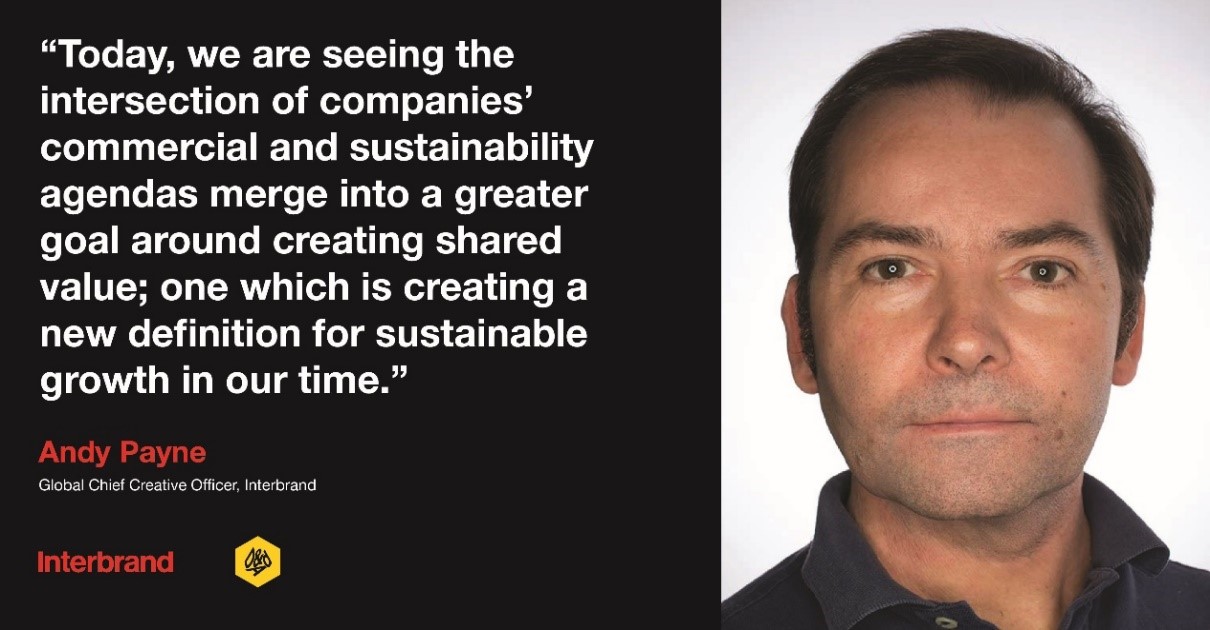 “Today, we are seeing the
intersection of companies’
commercial and sustainability
agendas merge into a greater
goal around creating shared
value; one which is creating a
new definition for sustainable
growth in our time.”
Andy Payne
Global Chief Creative Officer, Interbrand
Interbrand
D&AD